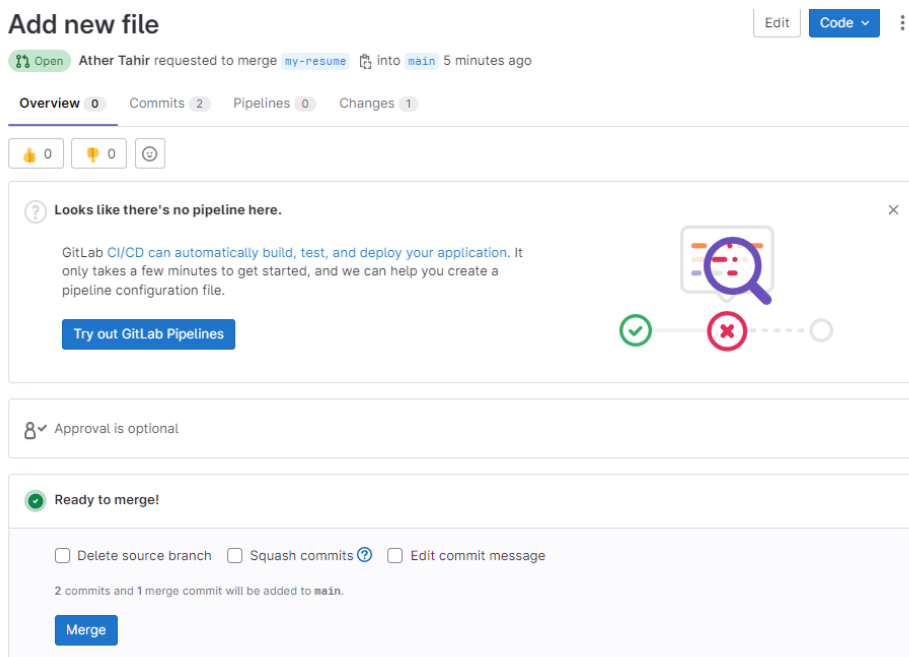 Add new file
Edit
Code
Open Ather Tahir requested to merge my-resume into main 5 minutes ago
Overview 0 Commits 2 Pipelines 0 Changes 1
👍 0 👎 0
Looks like there's no pipeline here.
GitLab CI/CD can automatically build, test, and deploy your application. It
only takes a few minutes to get started, and we can help you create a
pipeline configuration file.
Try out GitLab Pipelines
Approval is optional
Ready to merge!
Delete source branch Squash commits ? Edit commit message
2 commits and 1 merge commit will be added to main.
Merge